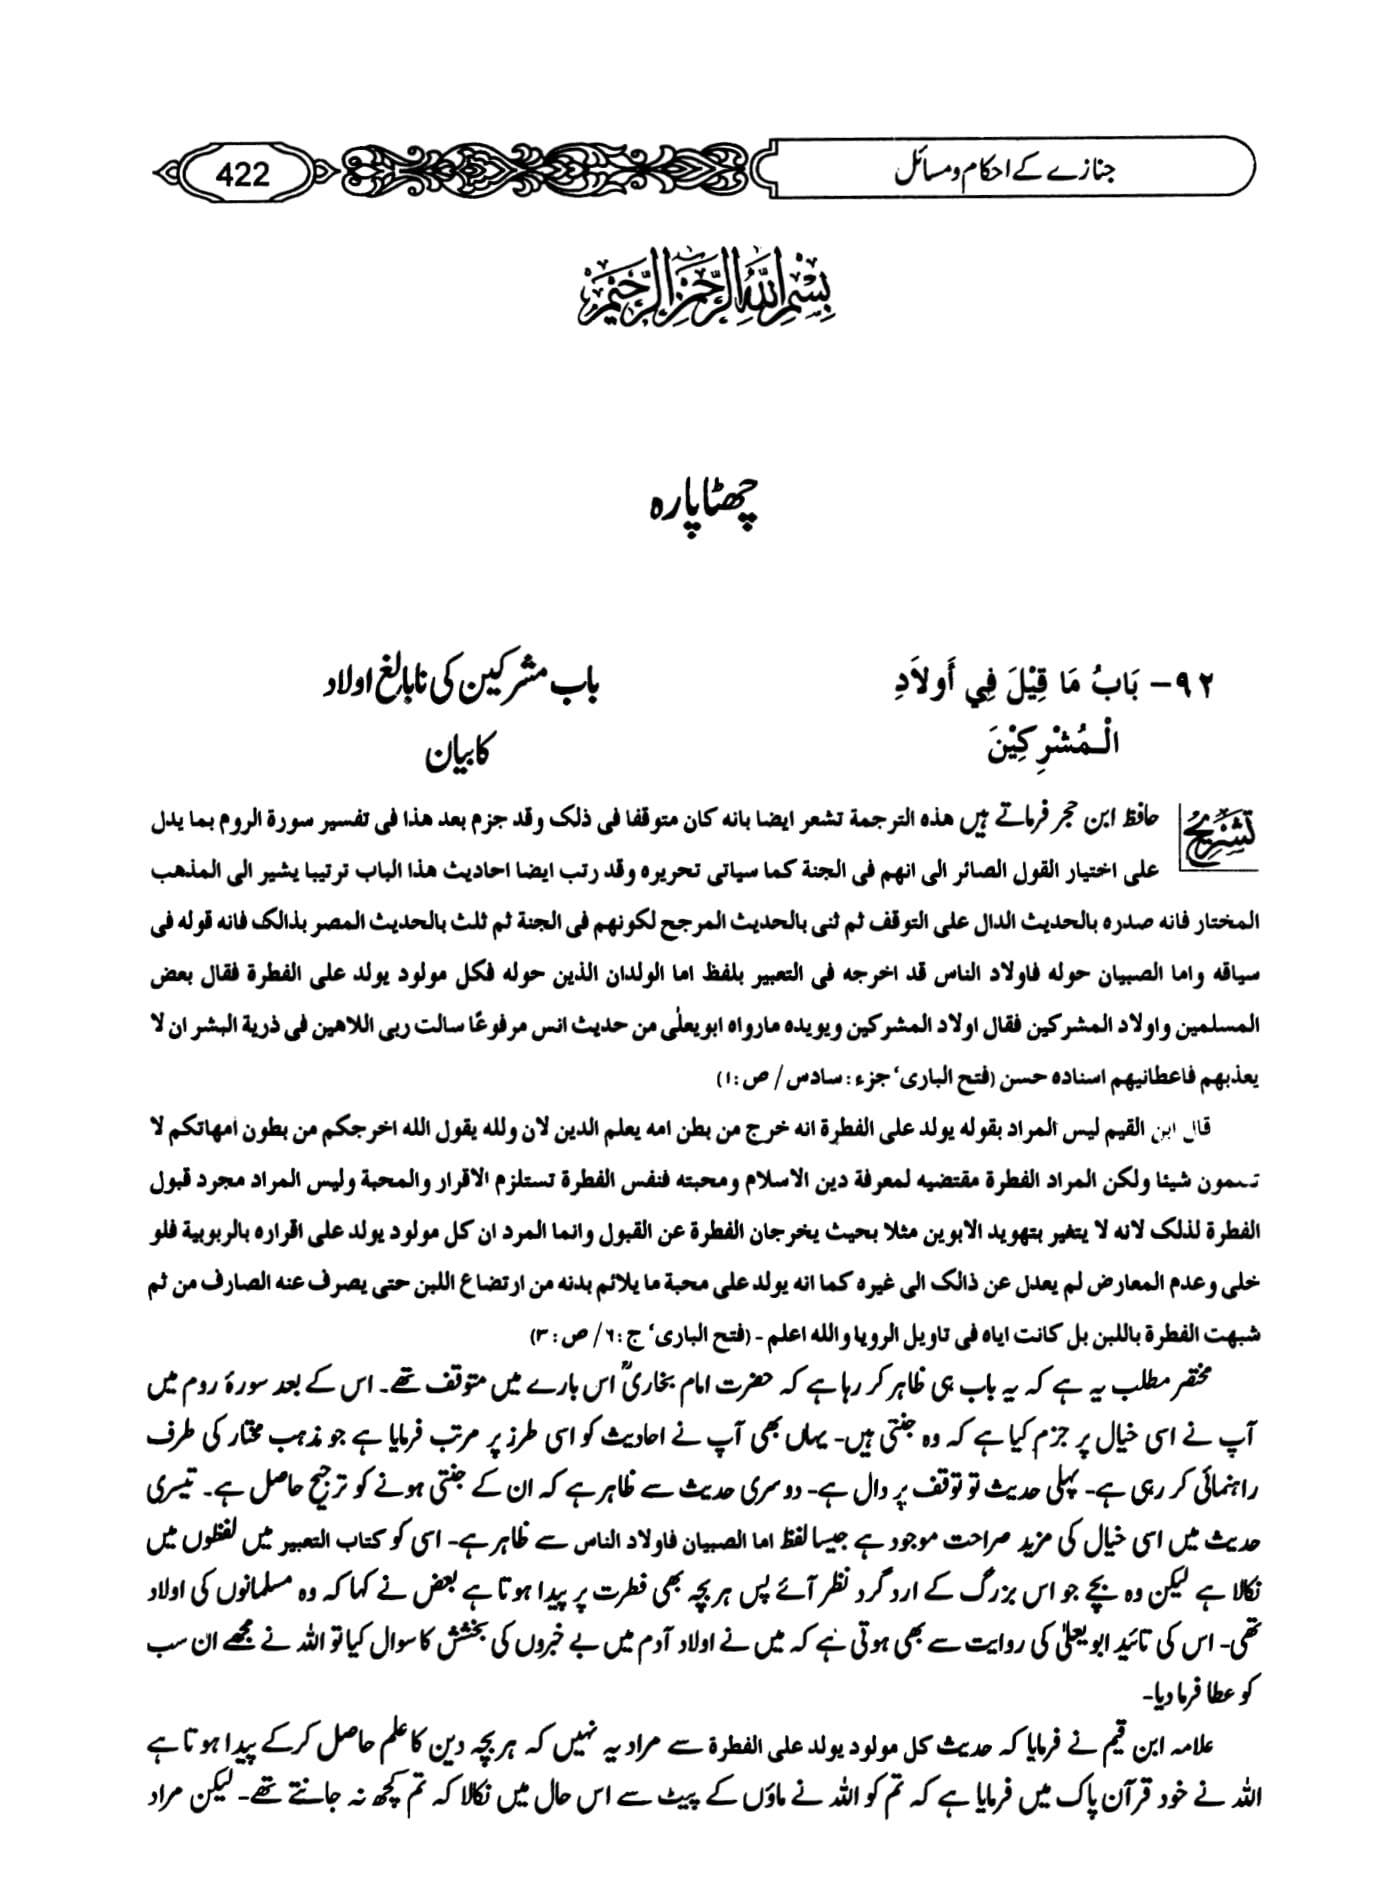 جنازے کے احکام و مسائل
422
بِسْمِ اللّٰهِ الرَّحْمٰنِ الرَّحِيْمِ
چھٹا پارہ
۹۲- بَابُ مَا قِيْلَ فِي أَولاَدِ
الْـمُشْرِكِيْنَ
باب مشرکین کی نابالغ اولاد
کا بیان
تشریح
حافظ ابن حجر فرماتے ہیں هذه الترجمة تشعر ايضا بانه كان متوقفا فى ذلک وقد جزم بعد هذا فى تفسير سورة الروم بما يدل
على اختيار القول الصائر الى انهم فى الجنة كما سياتى تحريره وقد رتب ايضا احاديث هذا الباب ترتيبا يشير الى المذهب
المختار فانه صدره بالحديث الدال على التوقف ثم ثنى بالحديث المرجح لكونهم فى الجنة ثم ثلث بالحديث المصر بذالک فانه قوله فى
سياقه واما الصبيان حوله فاولاد الناس قد اخرجه فى التعبير بلفظ اما الولدان الذين حوله فكل مولود يولد على الفطرة فقال بعض
المسلمين واولاد المشركين فقال اولاد المشركين ويويده مارواه ابويعلٰى من حديث انس مرفوعًا سالت ربى اللاهين فى ذرية البشر ان لا
يعذبهم فاعطانيهم اسناده حسن (فتح البارى‘ جزء : سادس / ص :۱)
قال ابن القيم ليس المراد بقوله يولد على الفطرة انه خرج من بطن امه يعلم الدين لان ولله يقول الله اخرجكم من بطون امهاتكم لا
تعلمون شيئا ولكن المراد الفطرة مقتضيه لمعرفة دين الاسلام ومحبته فنفس الفطرة تستلزم الاقرار والمحبة وليس المراد مجرد قبول
الفطرة لذلک لانه لا يتغير بتهويد الابوين مثلا بحيث يخرجان الفطرة عن القبول وانما المرد ان كل مولود يولد على اقراره بالربوبية فلو
خلى وعدم المعارض لم يعدل عن ذالک الى غيره كما انه يولد على محبة ما يلائم بدنه من ارتضاع اللبن حتى يصرف عنه الصارف من ثم
شبهت الفطرة باللبن بل كانت اياه فى تاويل الرويا والله اعلم - (فتح البارى‘ ج :٦/ ص : ۳)
مختصر مطلب یہ ہے کہ یہ باب ہی ظاہر کر رہا ہے کہ حضرت امام بخاریؒ اس بارے میں متوقف تھے۔ اس کے بعد سورۂ روم میں
آپ نے اسی خیال پر جزم کیا ہے کہ وہ جنتی ہیں۔ یہاں بھی آپ نے احادیث کو اسی طرز پر مرتب فرمایا ہے جو مذہب مختار کی طرف
راہنمائی کر رہی ہے۔ پہلی حدیث تو توقف پر دال ہے۔ دوسری حدیث سے ظاہر ہے کہ ان کے جنتی ہونے کو ترجیح حاصل ہے۔ تیسری
حدیث میں اسی خیال کی مزید صراحت موجود ہے جیسا لفظ اما الصبیان فاولاد الناس سے ظاہر ہے۔ اسی کو کتاب التعبیر میں لفظوں میں
نکالا ہے لیکن وہ بچے جو اس بزرگ کے ارد گرد نظر آئے پس ہر بچہ بھی فطرت پر پیدا ہوتا ہے بعض نے کہا کہ وہ مسلمانوں کی اولاد
تھی۔ اس کی تائید ابو یعلیٰ کی روایت سے بھی ہوتی ہے کہ میں نے اولاد آدم میں بے خبروں کی بخشش کا سوال کیا تو اللہ نے مجھے ان سب
کو عطا فرما دیا۔
علامہ ابن قیم نے فرمایا کہ حدیث کل مولود یولد علی الفطرة سے مراد یہ نہیں کہ ہر بچہ دین کا علم حاصل کر کے پیدا ہوتا ہے
اللہ نے خود قرآن پاک میں فرمایا ہے کہ تم کو اللہ نے ماؤں کے پیٹ سے اس حال میں نکالا کہ تم کچھ نہ جانتے تھے۔ لیکن مراد